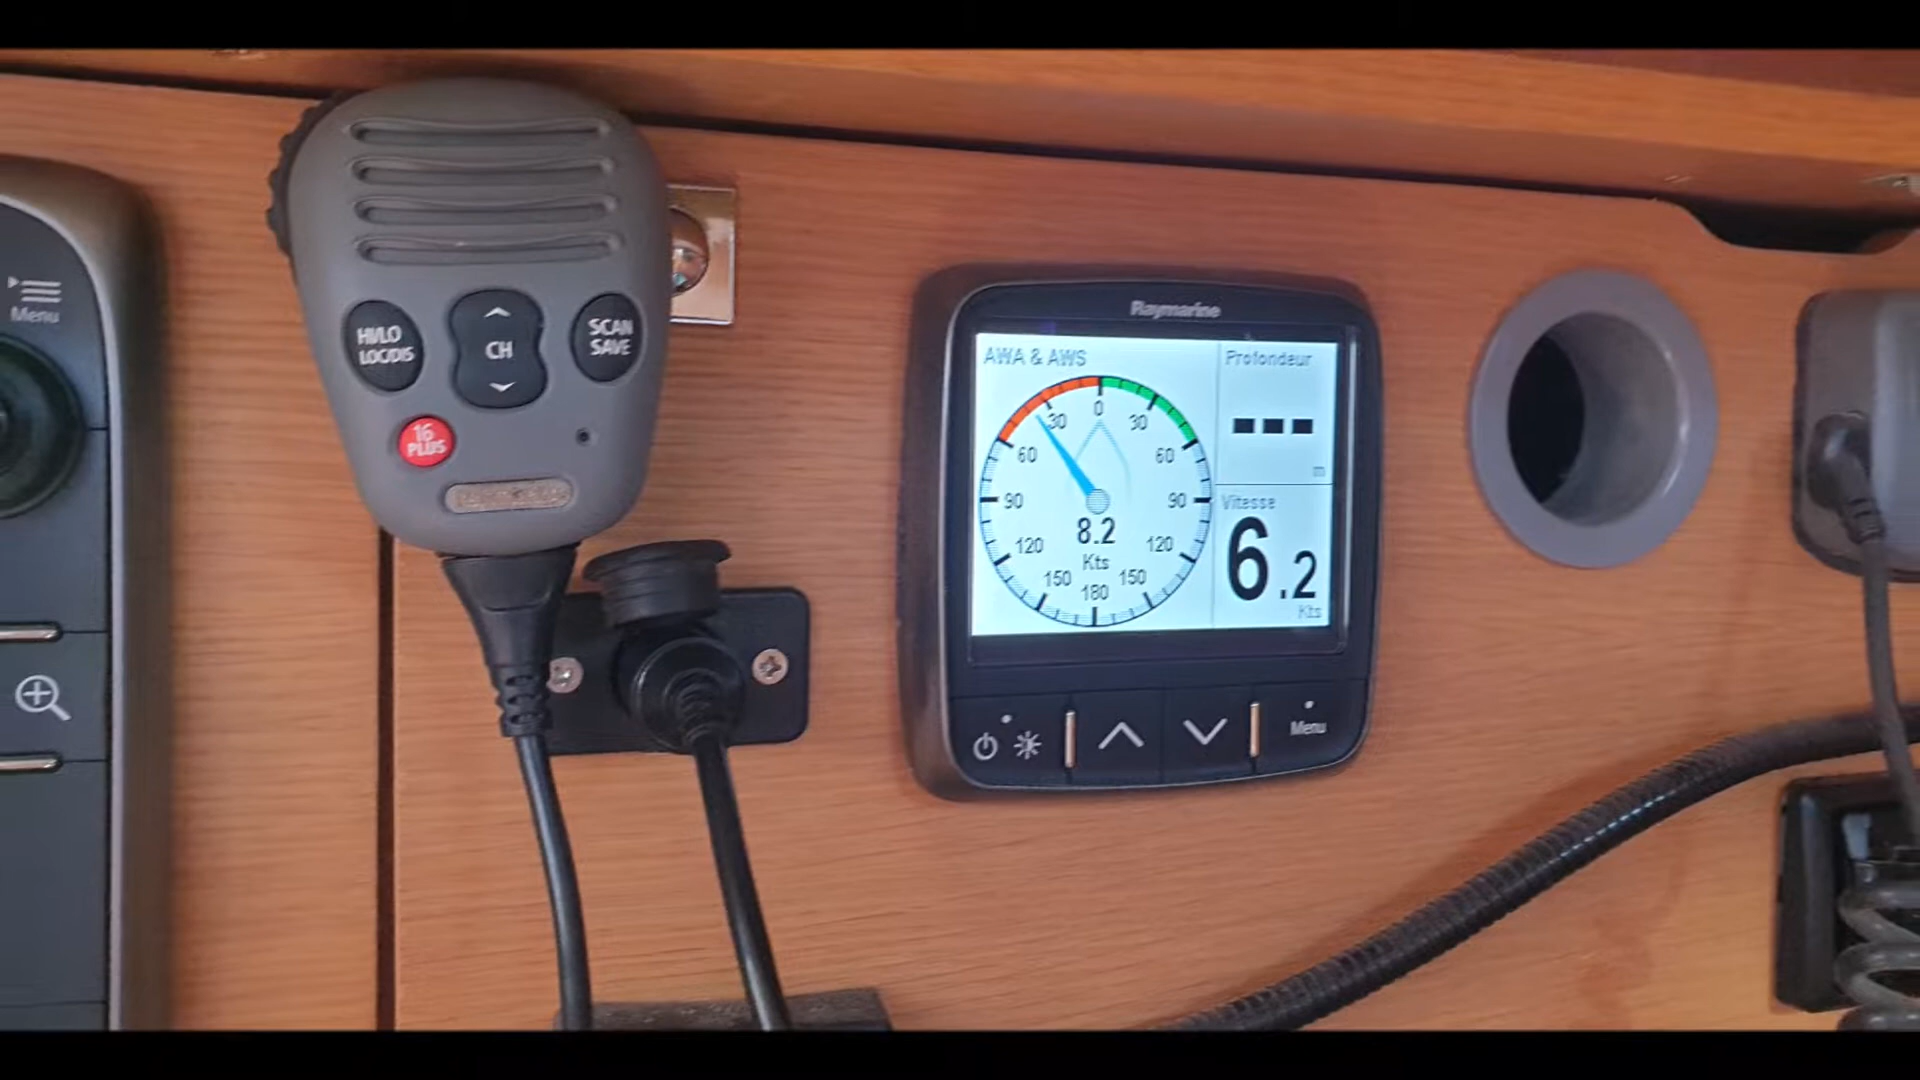 Menu
HI/LO
LOC/DIS
CH
SCAN
SAVE
16
PLUS
Raymarine
AWA & AWS
0
30
30
60
60
90
90
120
120
150
150
180
8.2
Kts
Profondeur
---
m
Vitesse
6.2
Kts
Menu